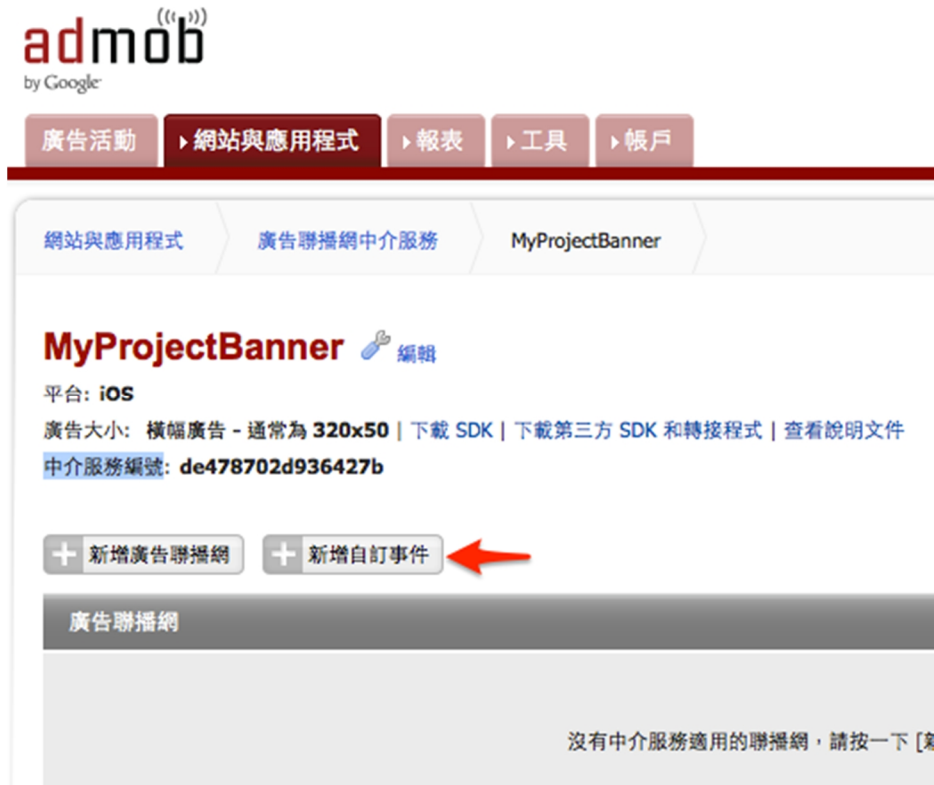 admob
by Google
廣告活動 網站與應用程式 報表 工具 帳戶
網站與應用程式 廣告聯播網中介服務 MyProjectBanner
MyProjectBanner 編輯
平台: iOS
廣告大小: 橫幅廣告 – 通常為 320x50 | 下載 SDK | 下載第三方 SDK 和轉接程式 | 查看說明文件
中介服務編號: de478702d936427b
新增廣告聯播網 新增自訂事件
廣告聯播網
沒有中介服務適用的聯播網，請按一下 [新